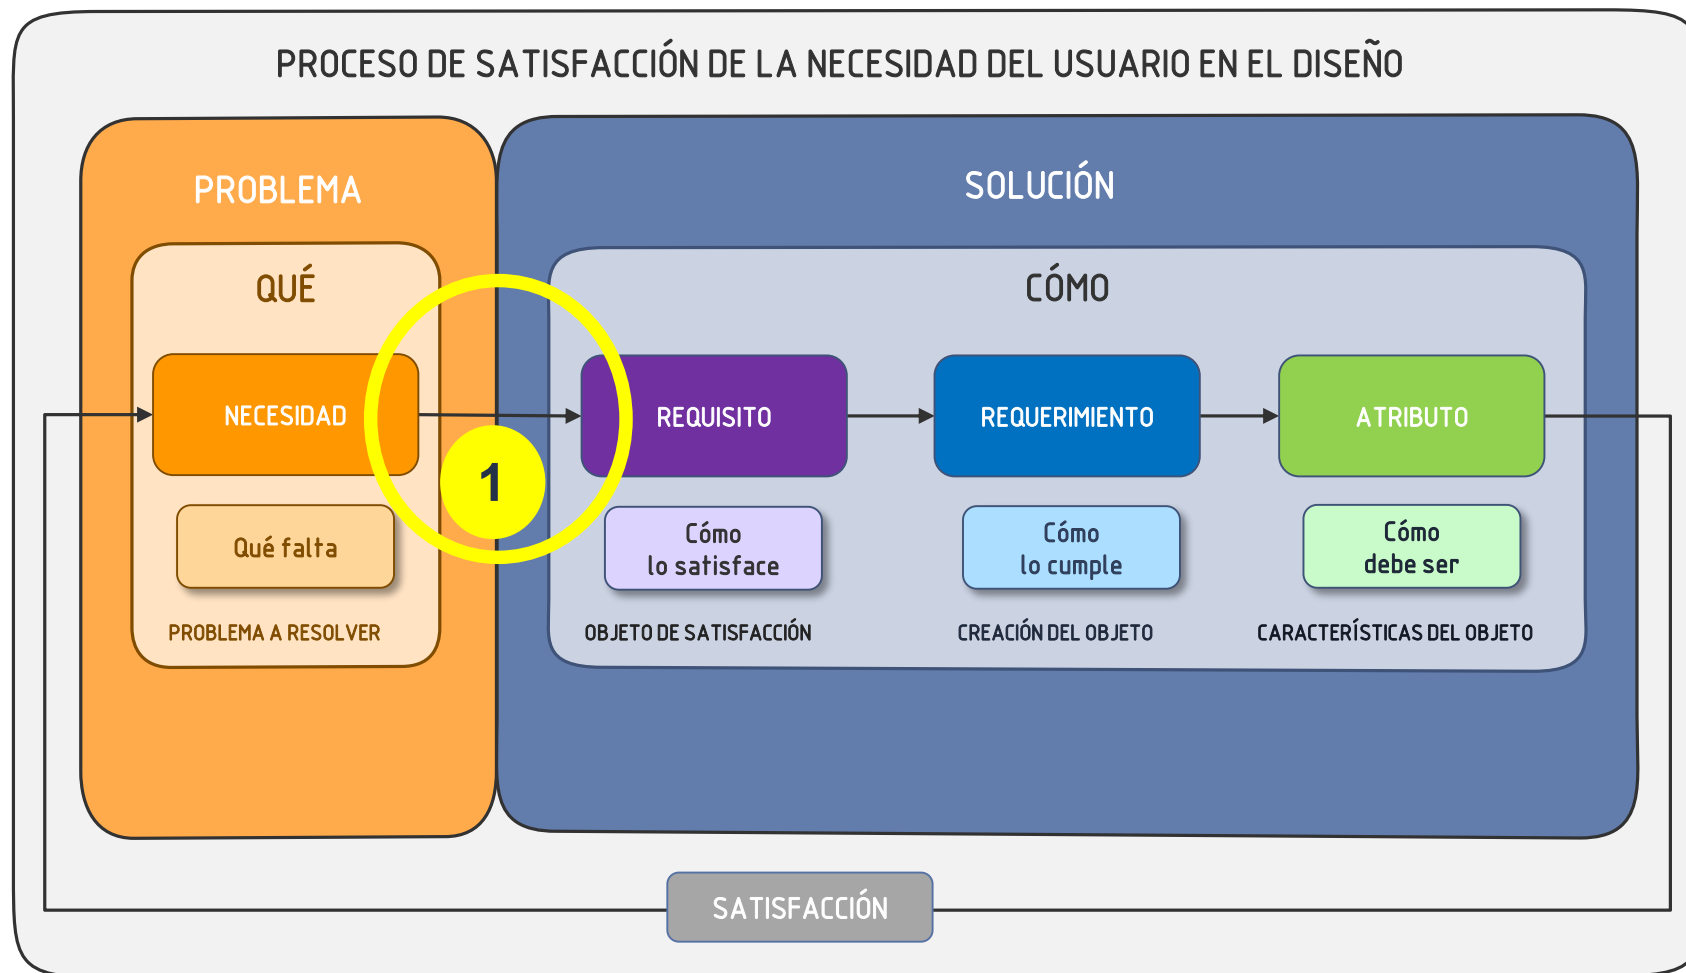 PROCESO DE SATISFACCIÓN DE LA NECESIDAD DEL USUARIO EN EL DISEÑO
PROBLEMA
SOLUCIÓN
QUÉ
CÓMO
NECESIDAD
REQUISITO
REQUERIMIENTO
ATRIBUTO
1
Qué falta
Cómo
lo satisface
Cómo
lo cumple
Cómo
debe ser
PROBLEMA A RESOLVER
OBJETO DE SATISFACCIÓN
CREACIÓN DEL OBJETO
CARACTERÍSTICAS DEL OBJETO
SATISFACCIÓN